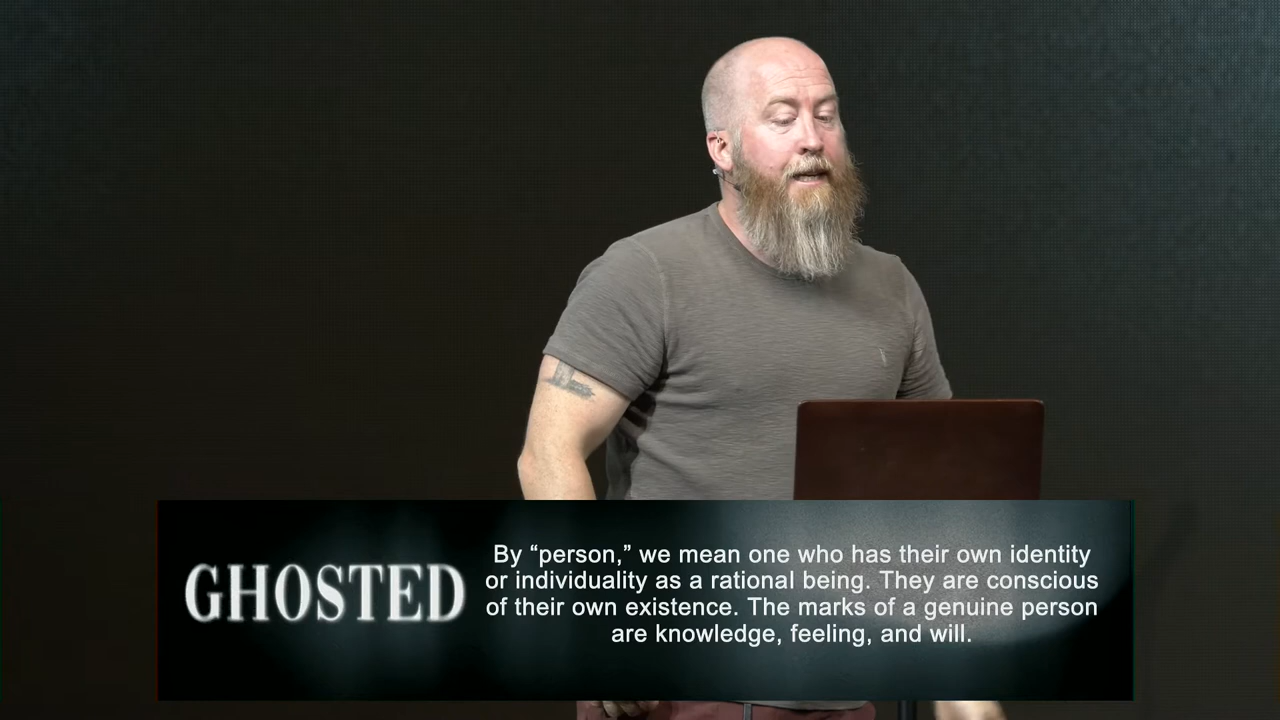 GHOSTED
By “person,” we mean one who has their own identity
or individuality as a rational being. They are conscious
of their own existence. The marks of a genuine person
are knowledge, feeling, and will.